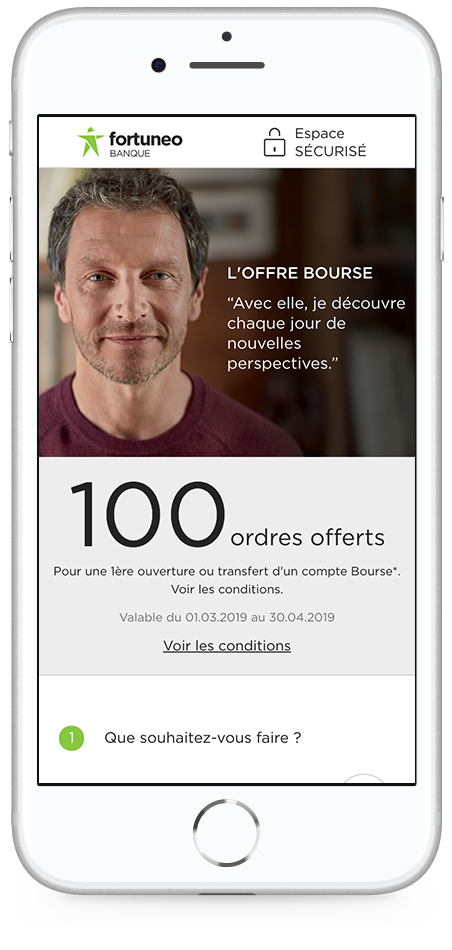 fortuneo
BANQUE
Espace
SÉCURISÉ
L'OFFRE BOURSE
“Avec elle, je découvre
chaque jour de
nouvelles
perspectives.”
100 ordres offerts
Pour une 1ère ouverture ou transfert d'un compte Bourse*.
Voir les conditions.
Valable du 01.03.2019 au 30.04.2019
Voir les conditions
1 Que souhaitez-vous faire ?